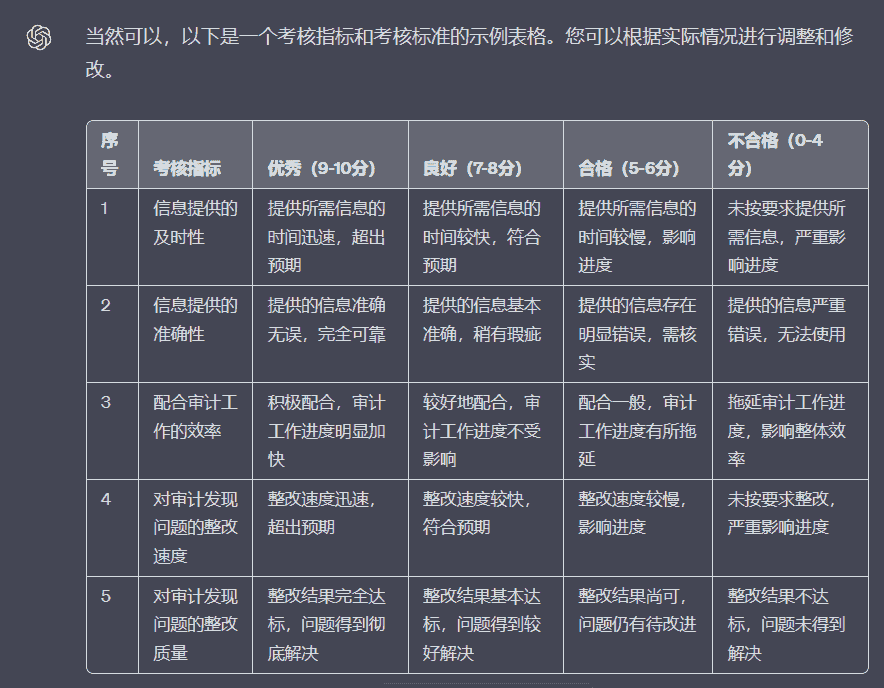 当然可以，以下是一个考核指标和考核标准的示例表格。您可以根据实际情况进行调整和修
改。
序
号
考核指标
优秀（9-10分）
良好（7-8分）
合格（5-6分）
不合格（0-4
分）
1
信息提供的
及时性
提供所需信息的
时间迅速，超出
预期
提供所需信息的
时间较快，符合
预期
提供所需信息的
时间较慢，影响
进度
未按要求提供所
需信息，严重影
响进度
2
信息提供的
准确性
提供的信息准确
无误，完全可靠
提供的信息基本
准确，稍有瑕疵
提供的信息存在
明显错误，需核
实
提供的信息严重
错误，无法使用
3
配合审计工
作的效率
积极配合，审计
工作进度明显加
快
较好地配合，审
计工作进度不受
影响
配合一般，审计
工作进度有所拖
延
拖延审计工作进
度，影响整体效
率
4
对审计发现
问题的整改
速度
整改速度迅速，
超出预期
整改速度较快，
符合预期
整改速度较慢，
影响进度
未按要求整改，
严重影响进度
5
对审计发现
问题的整改
质量
整改结果完全达
标，问题得到彻
底解决
整改结果基本达
标，问题得到较
好解决
整改结果尚可，
问题仍有待改进
整改结果不达
标，问题未得到
解决